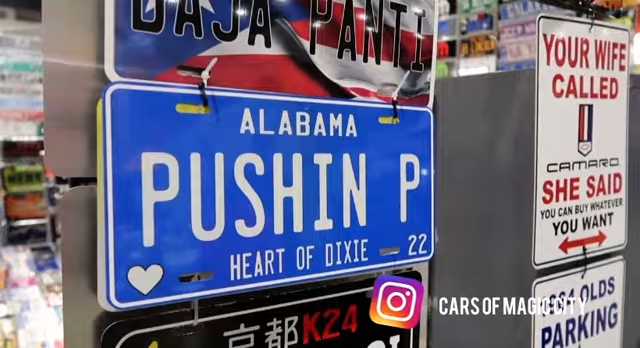 BAJA PANTI
ALABAMA
PUSHIN P
HEART OF DIXIE 22
京都 K24
YOUR WIFE
CALLED
CAMARO
SHE SAID
YOU CAN BUY WHATEVER
YOU WANT
OLDS
PARKING
CARS OF MAGIC CITY